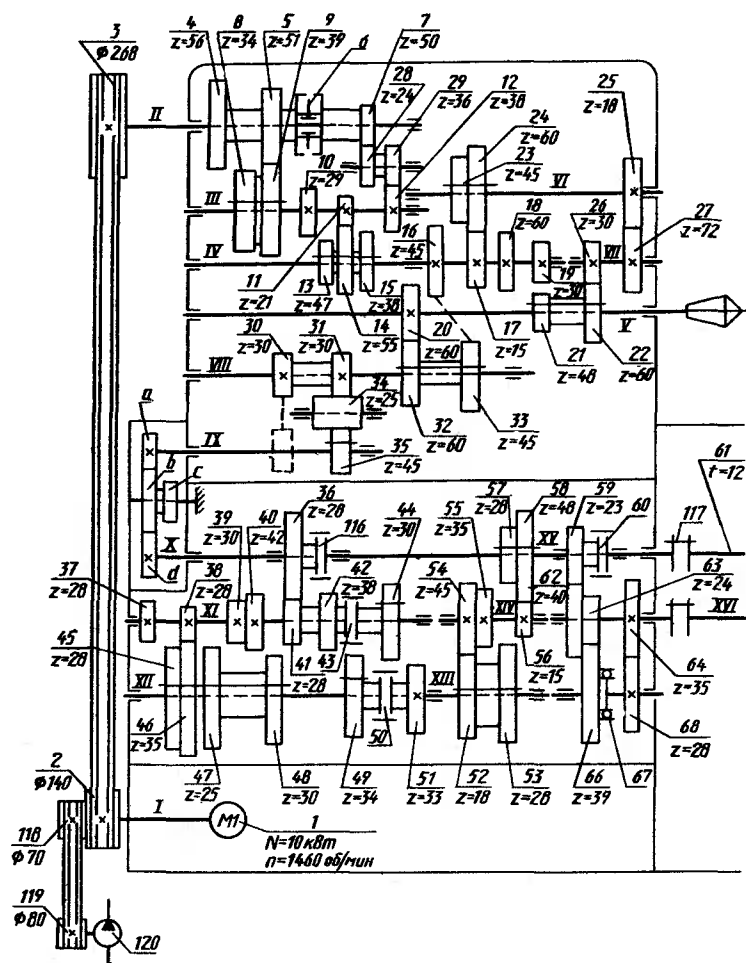 3
Ф268
4
z=56
8
z=34
5
z=51
9
z=39
б
7
z=50
28
z=24
29
z=36
12
z=38
25
z=18
24
z=60
23
z=45
II
10
z=29
III
VI
18
z=60
26
z=30
27
z=72
16
z=45
IV
VII
11
z=21
13
z=47
15
z=38
14
z=55
19
z=30
17
z=15
V
20
z=60
21
z=48
22
z=60
30
z=30
31
z=30
VIII
34
z=25
32
z=60
33
z=45
a
b
c
IX
35
z=45
X
d
61
t=12
36
z=28
44
z=30
57
z=28
58
z=48
59
z=23
60
117
39
z=30
40
z=42
116
55
z=35
XV
37
z=28
38
z=28
42
z=38
54
z=45
62
z=40
63
z=24
XI
XIV
XVI
45
z=28
41
z=28
43
56
z=15
64
z=35
XII
XIII
46
z=35
50
47
z=25
48
z=30
49
z=34
51
z=33
52
z=18
53
z=28
66
z=39
67
68
z=28
2
Ф140
I
М1
1
N=10 кВт
n=1460 об/мин
118
Ф70
119
Ф80
120